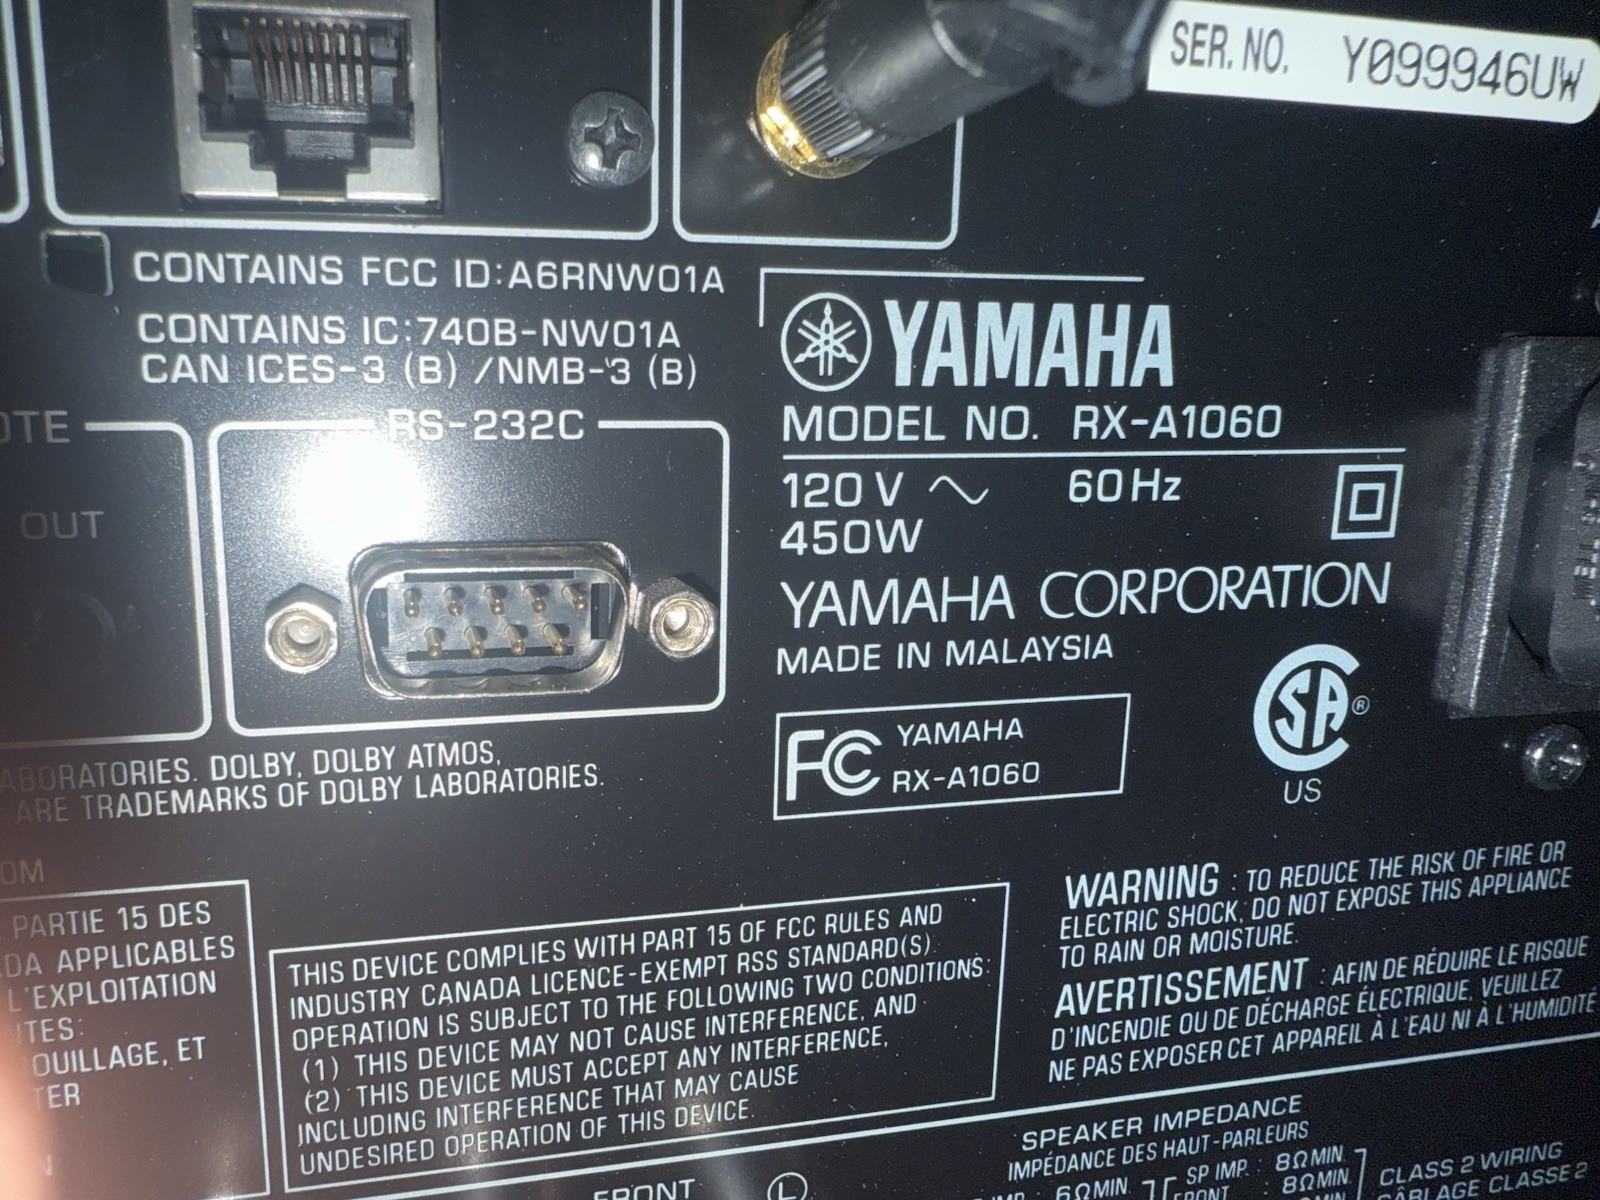 SER. NO. Y099946UW
CONTAINS FCC ID:A6RNW01A
CONTAINS IC:740B-NW01A
CAN ICES-3 (B) /NMB-3 (B)
RS-232C
OUT
YAMAHA
MODEL NO. RX-A1060
120 V ~ 60 Hz
450W
YAMAHA CORPORATION
MADE IN MALAYSIA
FC YAMAHA
RX-A1060
SA ®
US
DOLBY, DOLBY ATMOS,
ARE TRADEMARKS OF DOLBY LABORATORIES.
PARTIE 15 DES
APPLICABLES
L'EXPLOITATION
ET
THIS DEVICE COMPLIES WITH PART 15 OF FCC RULES AND
INDUSTRY CANADA LICENCE-EXEMPT RSS STANDARD(S).
OPERATION IS SUBJECT TO THE FOLLOWING TWO CONDITIONS:
(1) THIS DEVICE MAY NOT CAUSE INTERFERENCE, AND
(2) THIS DEVICE MUST ACCEPT ANY INTERFERENCE,
INCLUDING INTERFERENCE THAT MAY CAUSE
UNDESIRED OPERATION OF THIS DEVICE.
WARNING : TO REDUCE THE RISK OF FIRE OR
ELECTRIC SHOCK, DO NOT EXPOSE THIS APPLIANCE
TO RAIN OR MOISTURE.
AVERTISSEMENT : AFIN DE RÉDUIRE LE RISQUE
D'INCENDIE OU DE DÉCHARGE ÉLECTRIQUE, VEUILLEZ
NE PAS EXPOSER CET APPAREIL À L'EAU NI À L'HUMIDITÉ
SPEAKER IMPEDANCE
IMPÉDANCE DES HAUT-PARLEURS
6ΩMIN. SP IMP. : 8ΩMIN.
8ΩMIN.
CLASS 2 WIRING
CLASSE 2
L